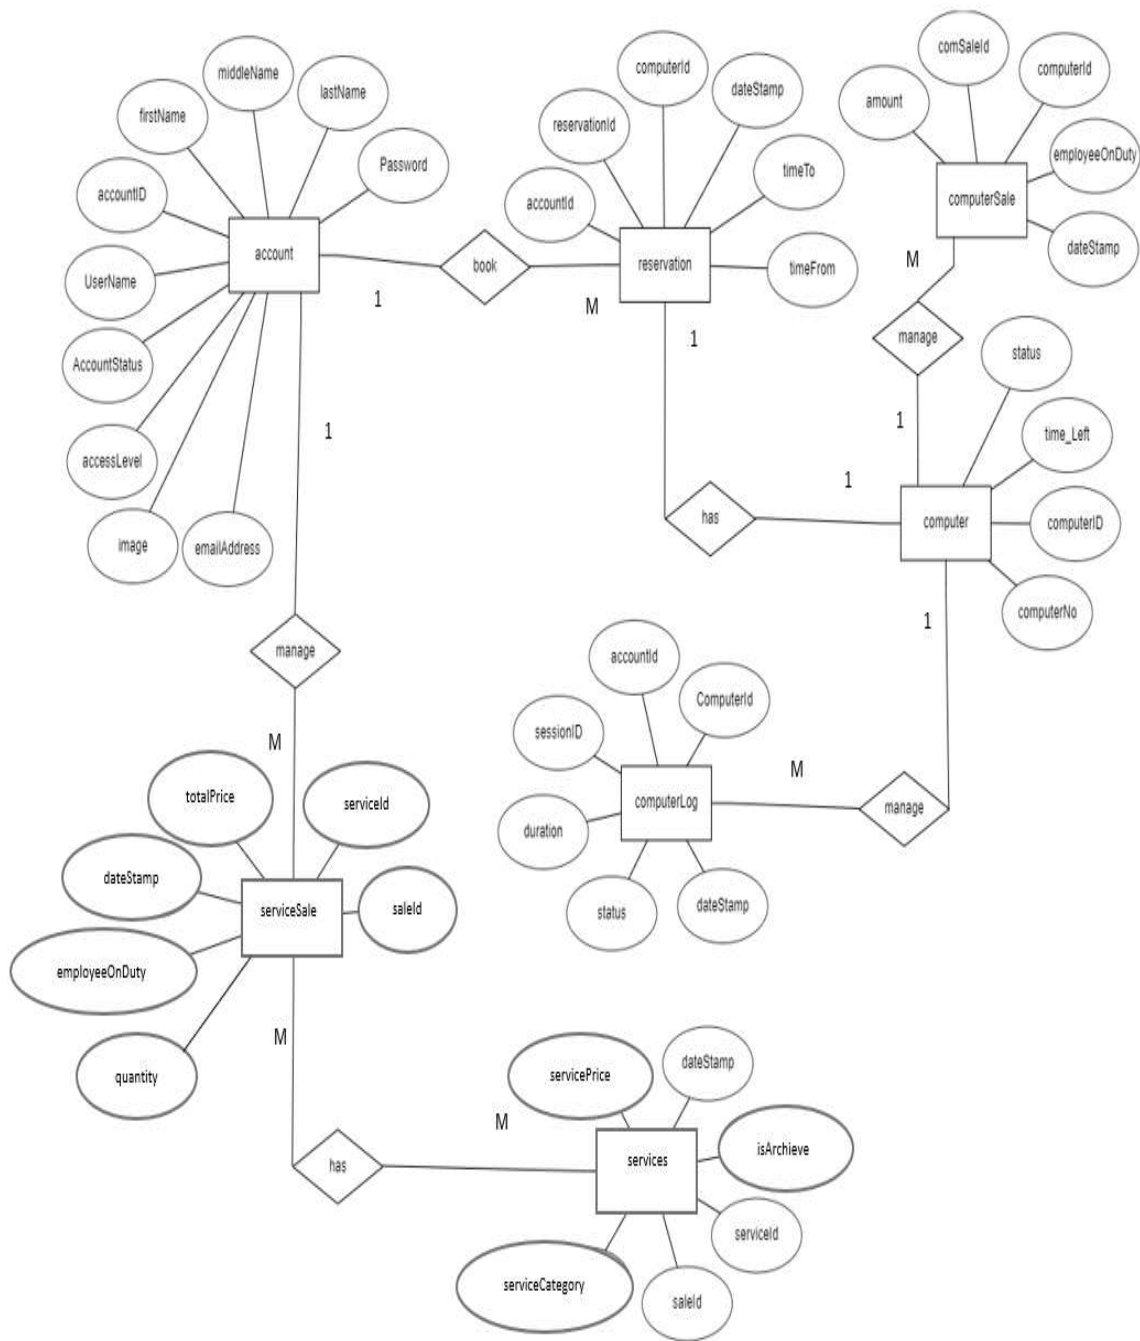 comSaleId
computerId
middleName
computerId
lastName
dateStamp
amount
firstName
reservationId
employeeOnDuty
Password
timeTo
accountID
accountId
computerSale
dateStamp
account
book
reservation
timeFrom
M
UserName
1
M
1
manage
status
AccountStatus
1
1
time_Left
accessLevel
1
has
computer
computerID
image
emailAddress
computerNo
1
manage
accountId
ComputerId
sessionID
M
M
totalPrice
serviceId
computerLog
manage
duration
dateStamp
serviceSale
saleId
status
dateStamp
employeeOnDuty
M
quantity
servicePrice
dateStamp
M
isArchieve
has
services
serviceId
serviceCategory
saleId